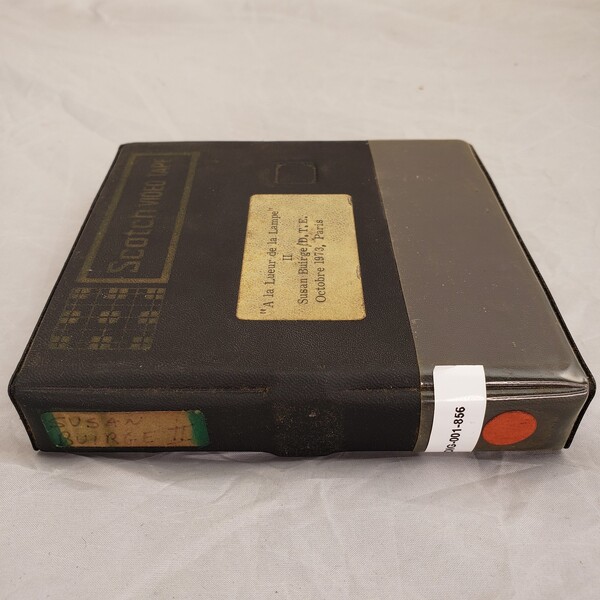 Scotch VIDEO TAPE
"A la Lueur de la Lampe"
II
Susan Buirge/D.T.E.
Octobre 1973, Paris
SUSAN
BUIRGE II
-001-856